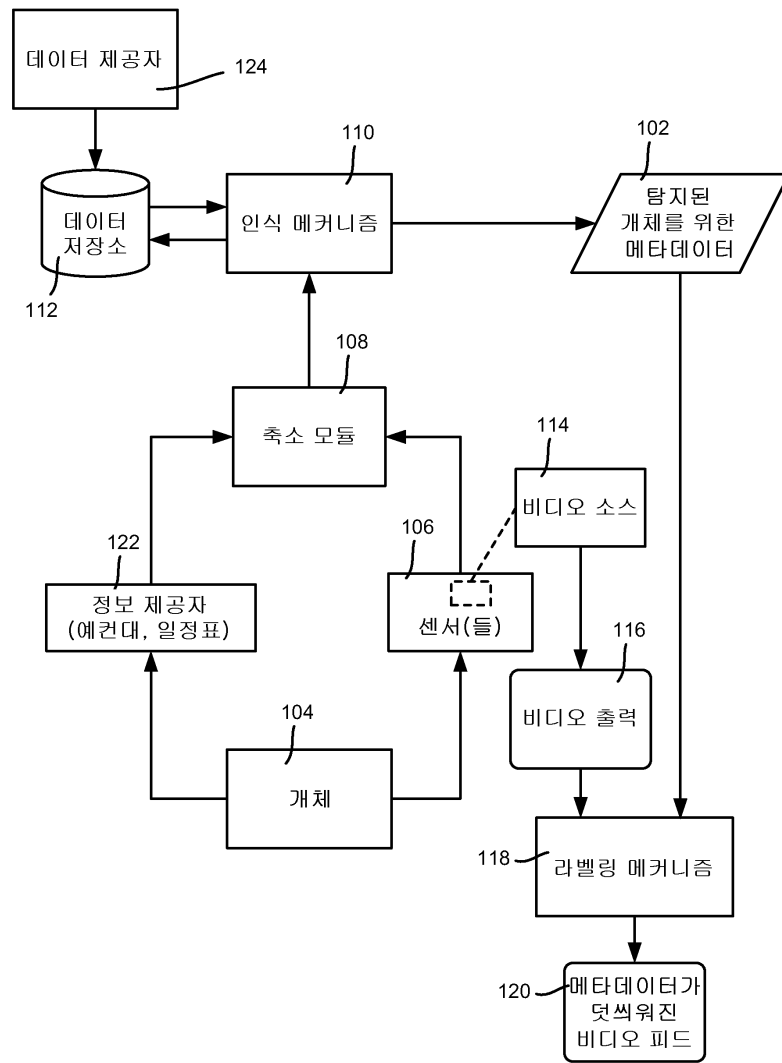 데이터 제공자
124
110
102
데이터
저장소
인식 메커니즘
탐지된
개체를 위한
메타데이터
112
108
축소 모듈
114
비디오 소스
106
122
정보 제공자
(예컨대, 일정표)
센서(들)
116
비디오 출력
104
개체
118
라벨링 메커니즘
120
메타데이터가
덧씌워진
비디오 피드